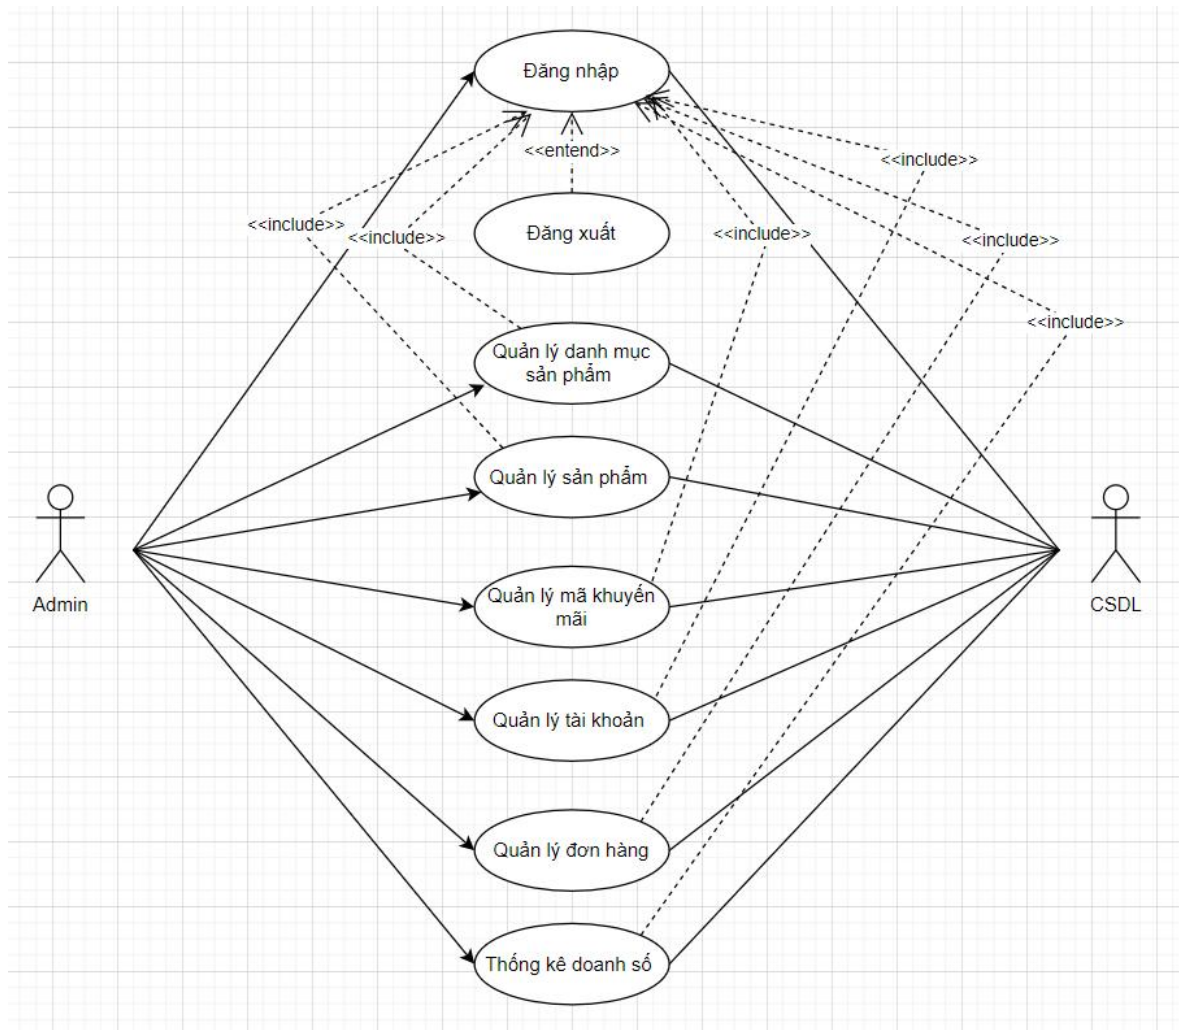 Đăng nhập
<<entend>>
<<include>>
<<include>>
<<include>>
Đăng xuất
<<include>>
<<include>>
<<include>>
Quản lý danh mục
sản phẩm
Quản lý sản phẩm
Quản lý mã khuyến
mãi
Admin
CSDL
Quản lý tài khoản
Quản lý đơn hàng
Thống kê doanh số